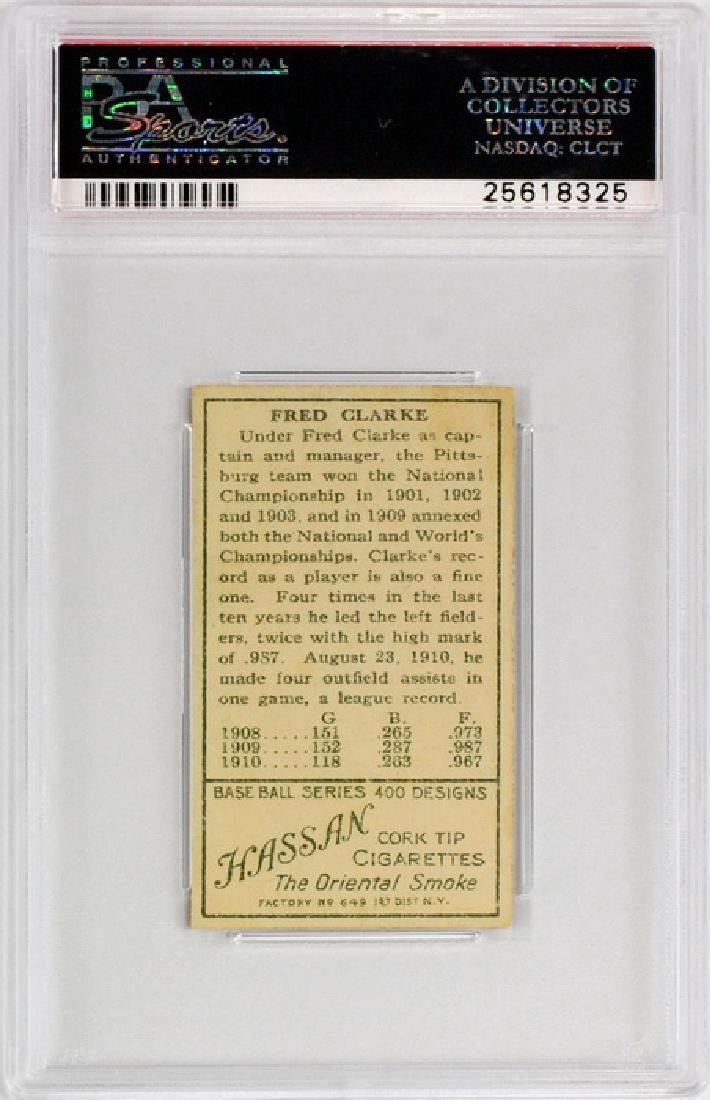 PROFESSIONAL
PSA
Sports.
AUTHENTICATOR
A DIVISION OF
COLLECTORS
UNIVERSE
NASDAQ: CLCT
25618325
FRED CLARKE
Under Fred Clarke as cap-
tain and manager, the Pitts-
burg team won the National
Championship in 1901, 1902
and 1903, and in 1909 annexed
both the National and World's
Championships. Clarke's rec-
ord as a player is also a fine
one. Four times in the last
ten years he led the left field-
ers, twice with the high mark
of .987. August 23, 1910, he
made four outfield assists in
one game, a league record.
G B. F.
1908.....151 .265 .973
1909.....152 .287 .987
1910.....118 .263 .967
BASE BALL SERIES 400 DESIGNS
HASSAN
CORK TIP
CIGARETTES
The Oriental Smoke
FACTORY NO 649 1ST DIST. N.Y.